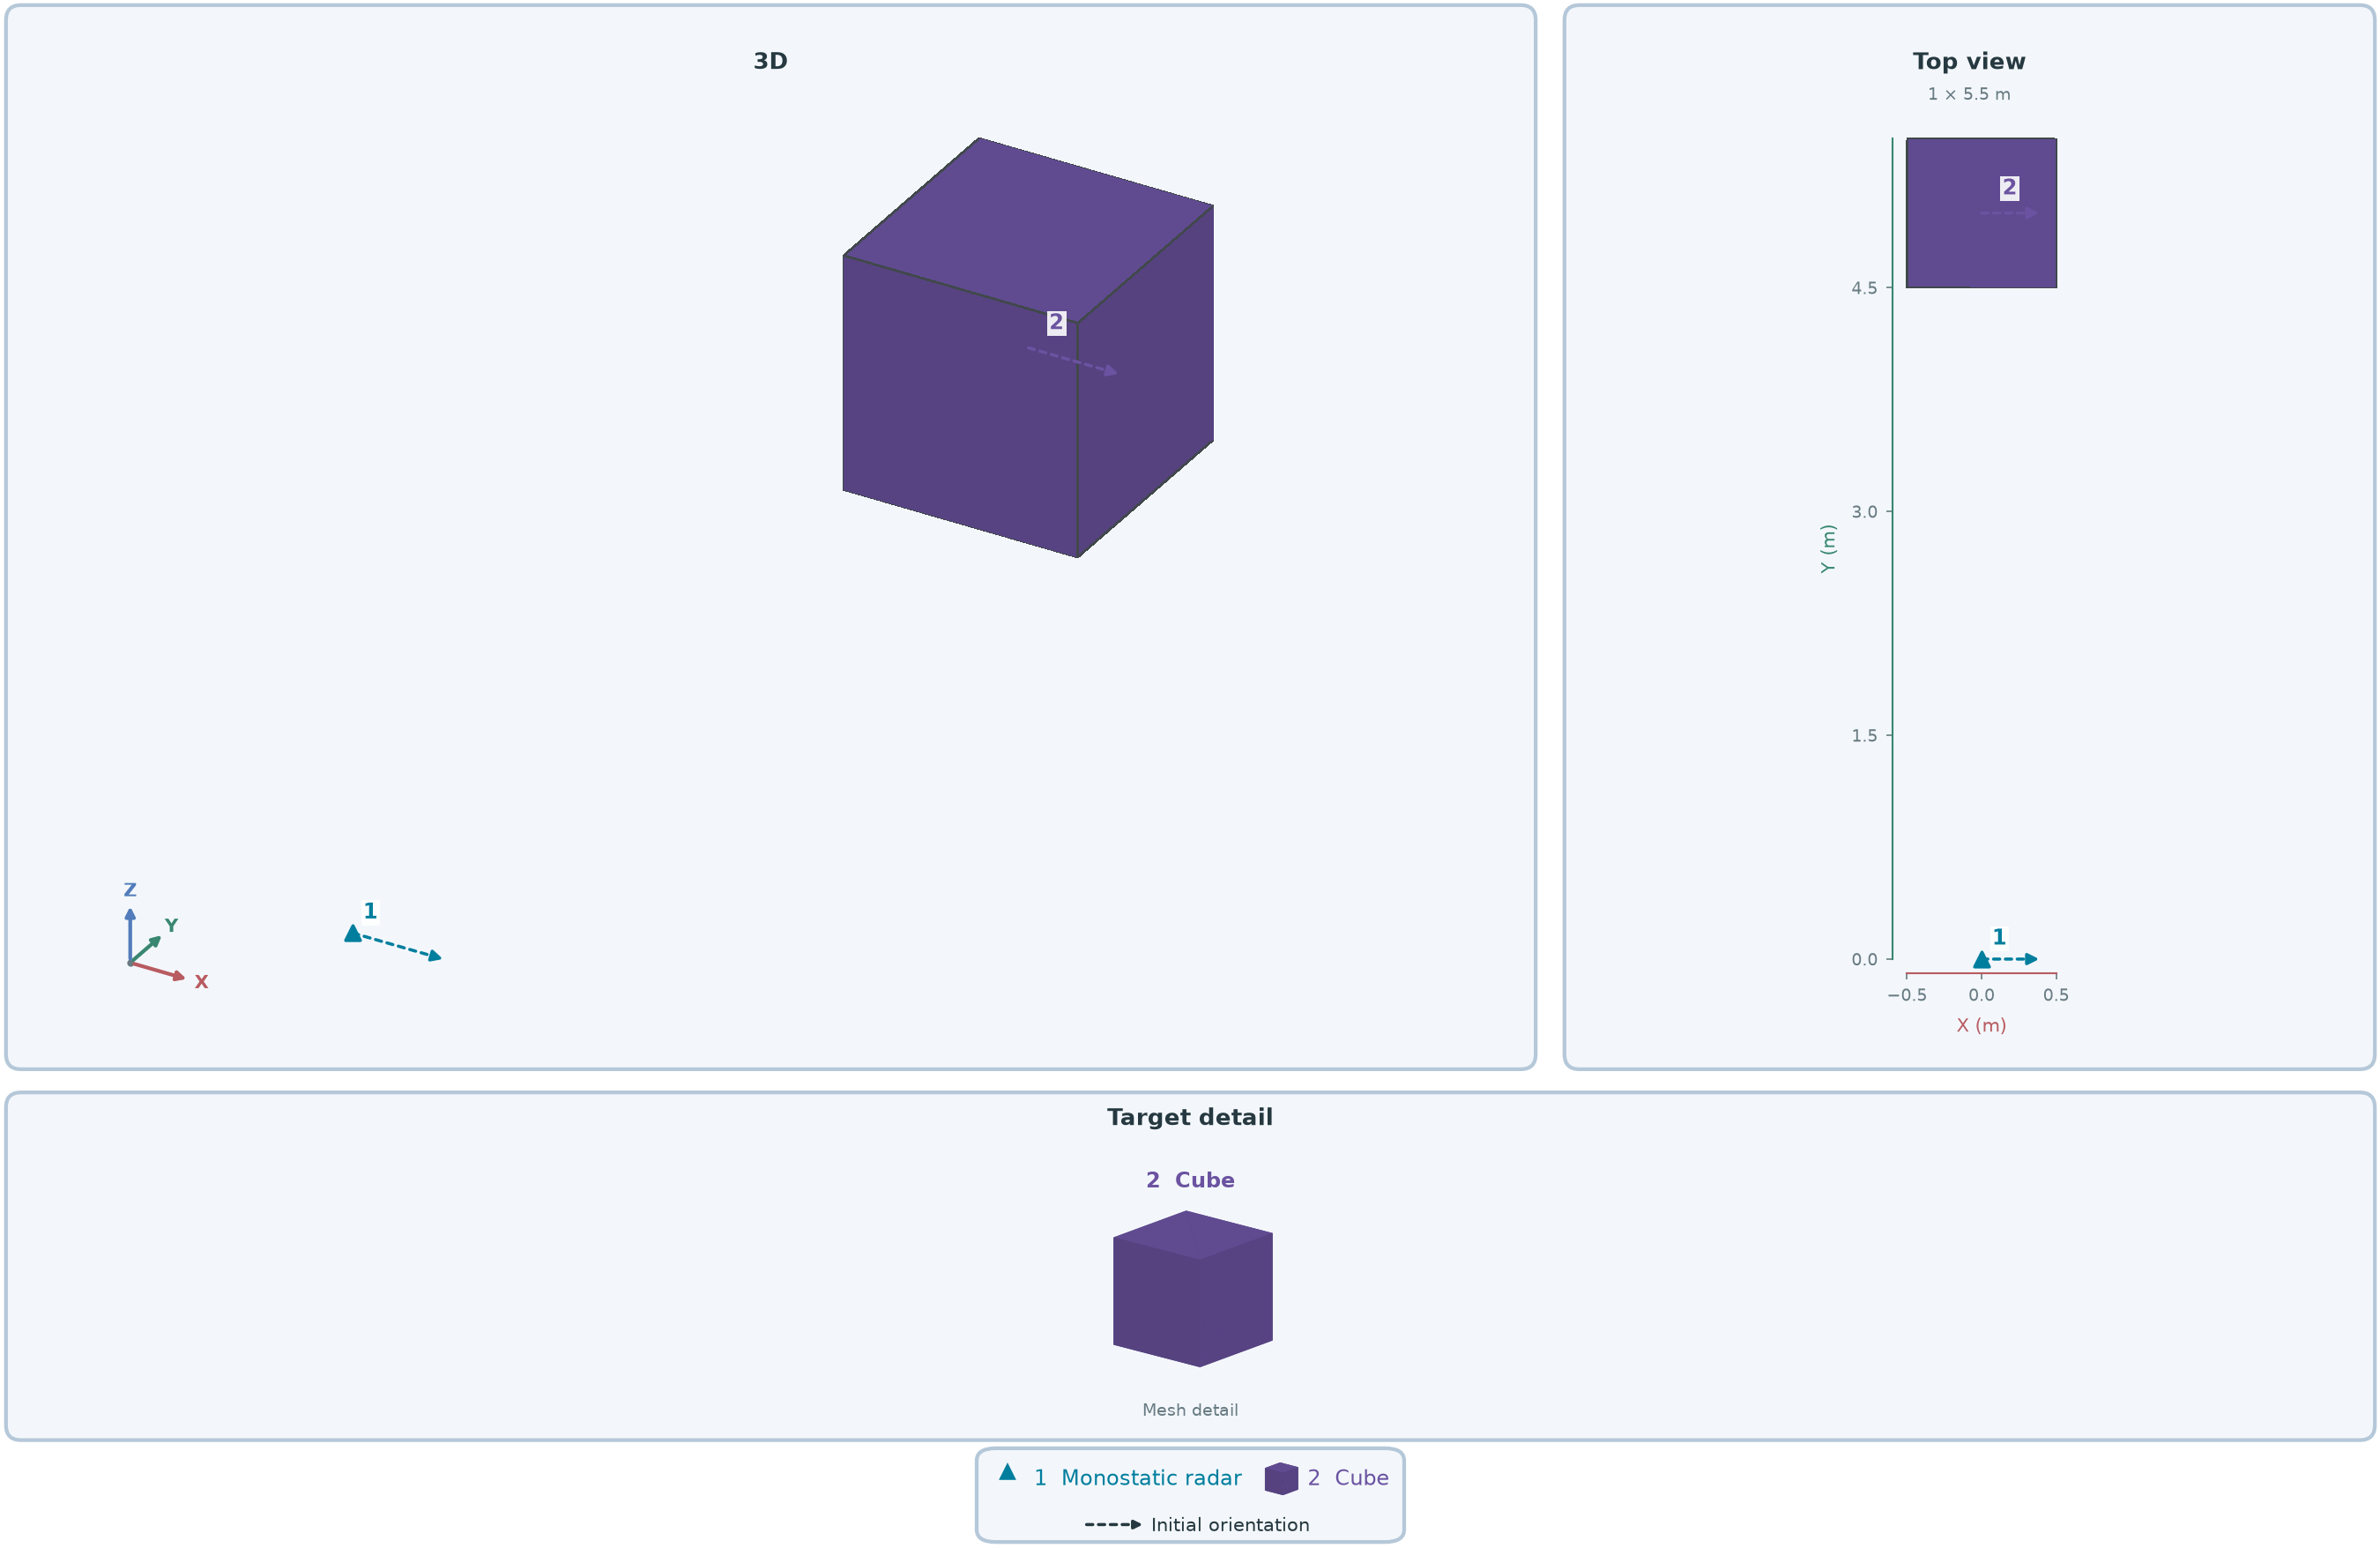 3D
2
1
Z
Y
X
Top view
1 × 5.5 m
2
4.5
3.0
1.5
0.0
Y (m)
1
−0.5 0.0 0.5
X (m)
Target detail
2 Cube
Mesh detail
1 Monostatic radar 2 Cube
Initial orientation